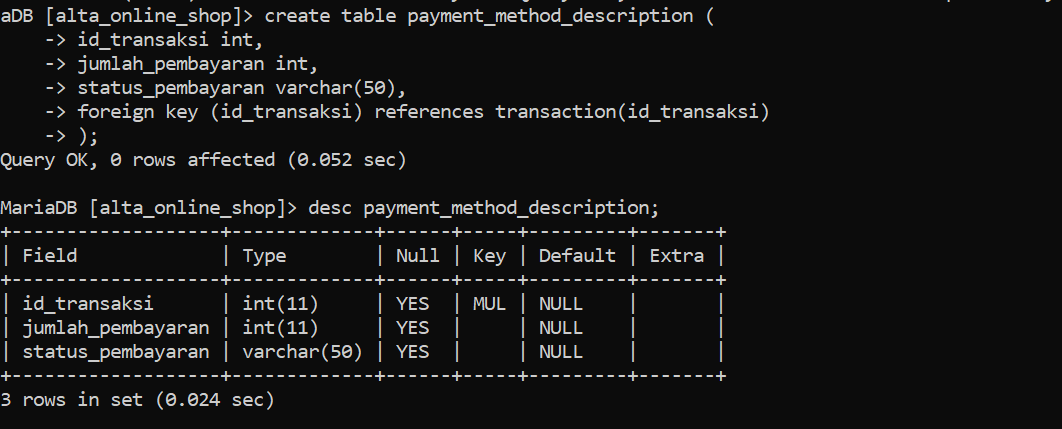 aDB [alta_online_shop]> create table payment_method_description (
    -> id_transaksi int,
    -> jumlah_pembayaran int,
    -> status_pembayaran varchar(50),
    -> foreign key (id_transaksi) references transaction(id_transaksi)
    -> );
Query OK, 0 rows affected (0.052 sec)

MariaDB [alta_online_shop]> desc payment_method_description;
+-------------------+-------------+------+-----+---------+-------+
| Field             | Type        | Null | Key | Default | Extra |
+-------------------+-------------+------+-----+---------+-------+
| id_transaksi      | int(11)     | YES  | MUL | NULL    |       |
| jumlah_pembayaran | int(11)     | YES  |     | NULL    |       |
| status_pembayaran | varchar(50) | YES  |     | NULL    |       |
+-------------------+-------------+------+-----+---------+-------+
3 rows in set (0.024 sec)